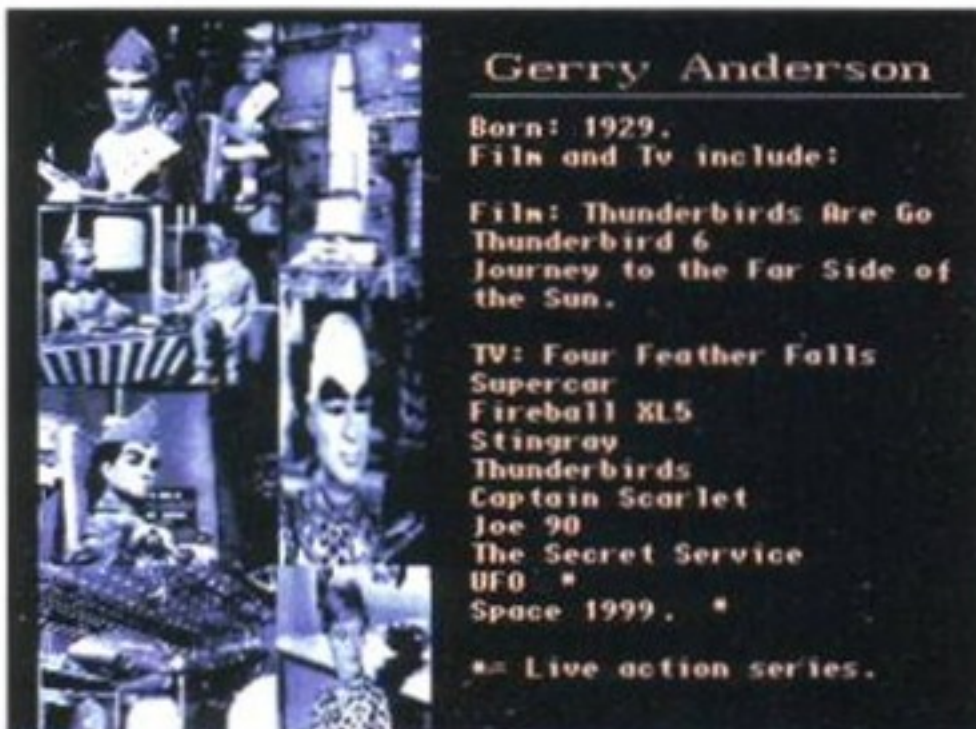 Gerry Anderson
Born: 1929.
Film and Tv include:
Film: Thunderbirds Are Go
Thunderbird 6
Journey to the Far Side of
the Sun.
TV: Four Feather Falls
Supercar
Fireball XL5
Stingray
Thunderbirds
Captain Scarlet
Joe 90
The Secret Service
UFO *
Space 1999. *
*= Live action series.